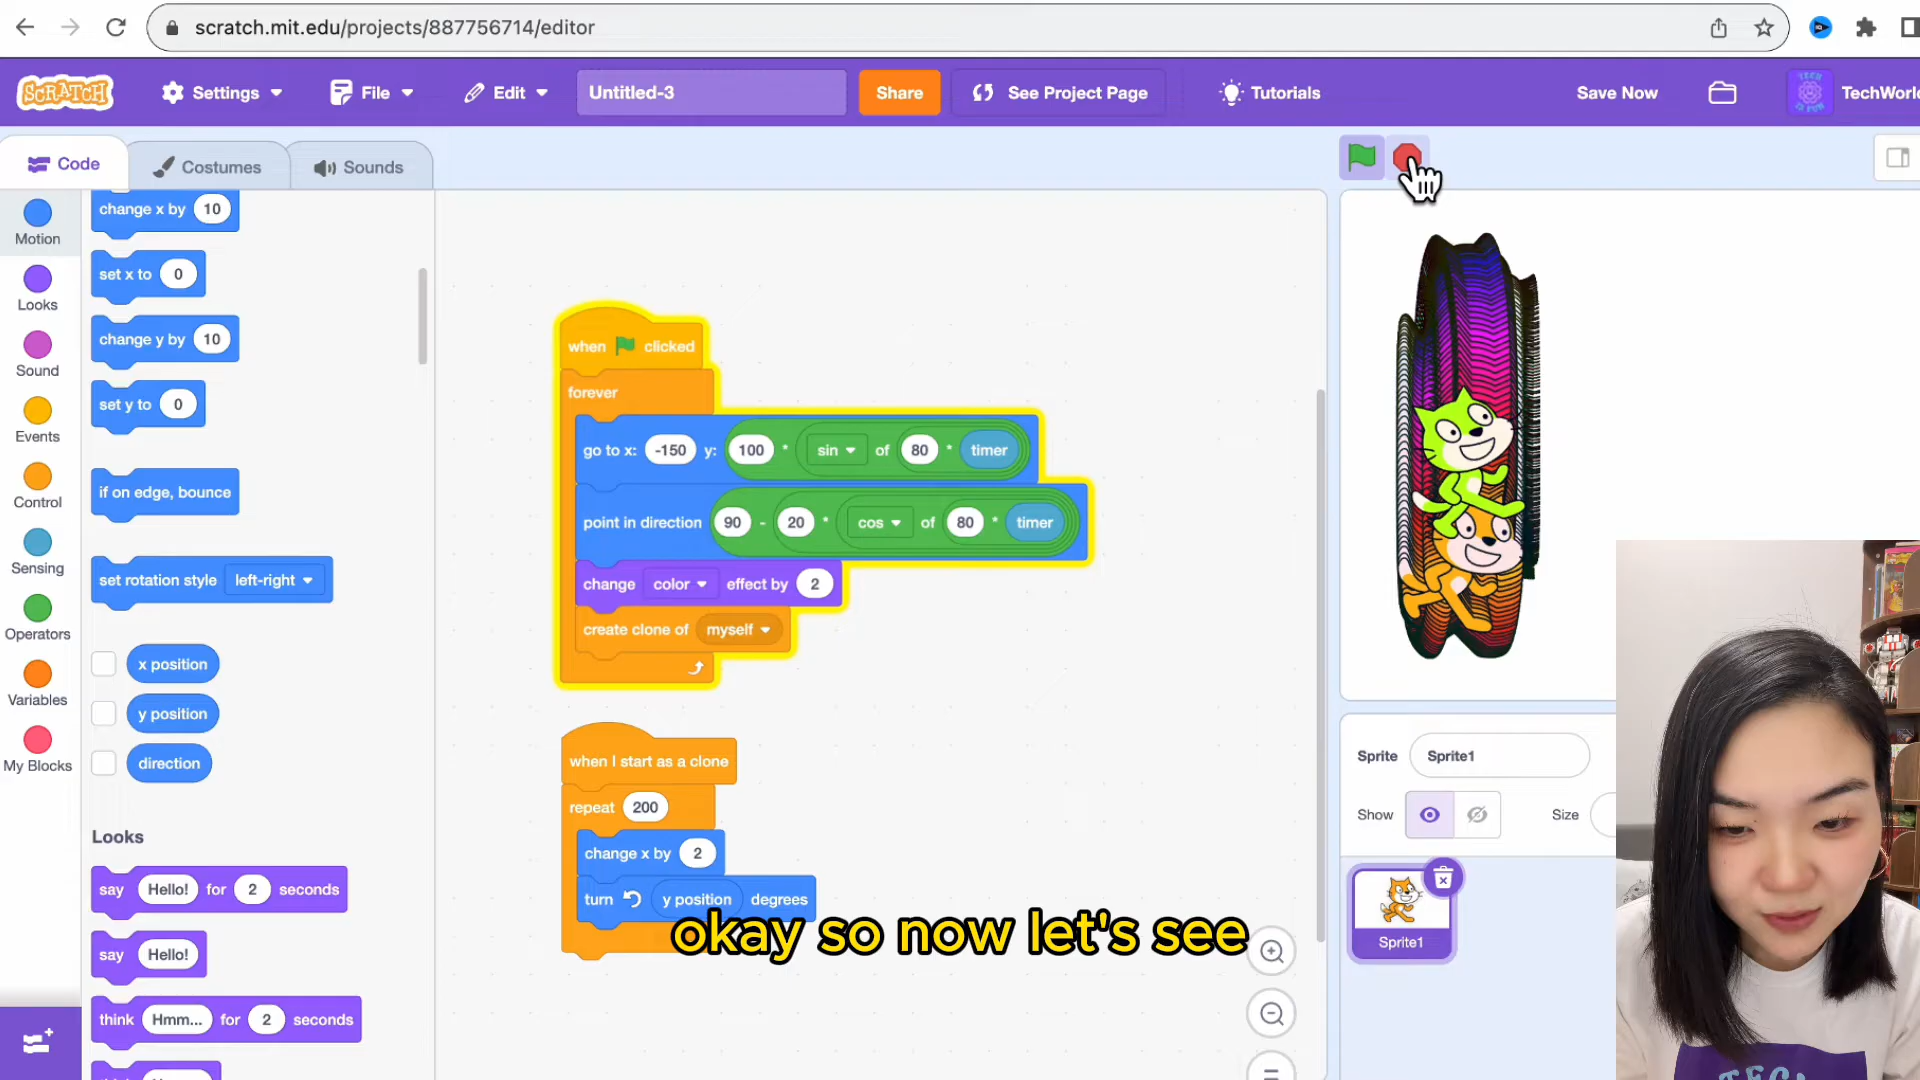 scratch.mit.edu/projects/887756714/editor
SCRATCH
Settings
File
Edit
Untitled-3
Share
See Project Page
Tutorials
Save Now
TechWorl
Code
Costumes
Sounds
Motion
Looks
Sound
Events
Control
Sensing
Operators
Variables
My Blocks
change x by 10
set x to 0
change y by 10
set y to 0
if on edge, bounce
set rotation style left-right
x position
y position
direction
Looks
say Hello! for 2 seconds
say Hello!
think Hmm... for 2 seconds
when clicked
forever
go to x: -150 y: 100 * sin of 80 * timer
point in direction 90 - 20 * cos of 80 * timer
change color effect by 2
create clone of myself
when I start as a clone
repeat 200
change x by 2
turn y position degrees
okay so now let's see
Sprite Sprite1
Show
Size
Sprite1